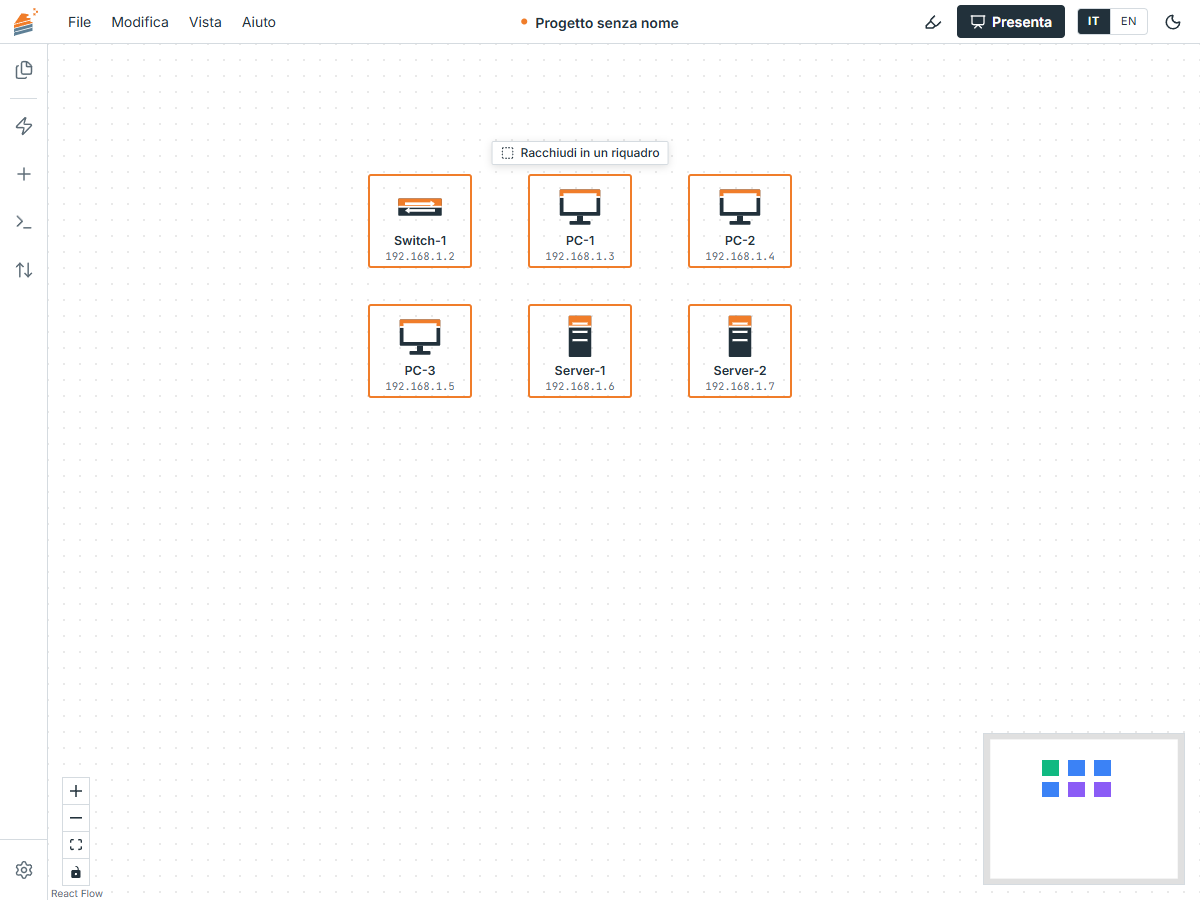 File Modifica Vista Aiuto
Progetto senza nome
Presenta
IT EN
Racchiudi in un riquadro
Switch-1
192.168.1.2
PC-1
192.168.1.3
PC-2
192.168.1.4
PC-3
192.168.1.5
Server-1
192.168.1.6
Server-2
192.168.1.7
React Flow